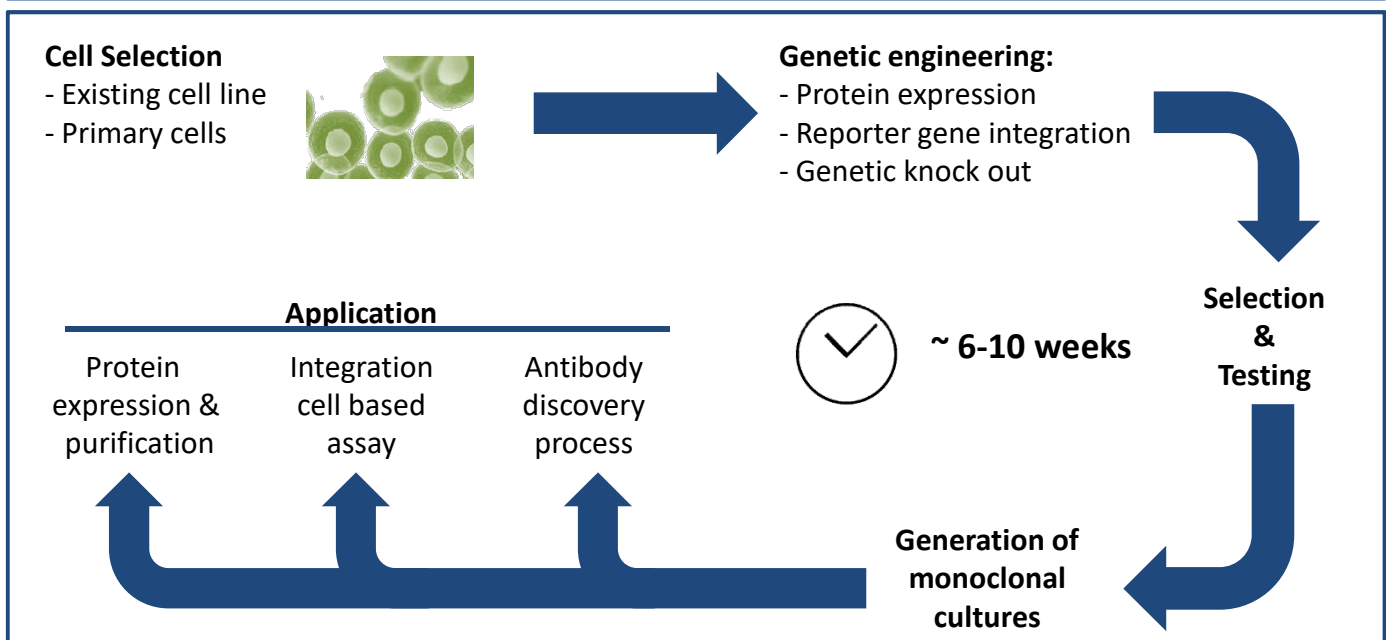 Cell Selection
- Existing cell line
- Primary cells
Genetic engineering:
- Protein expression
- Reporter gene integration
- Genetic knock out
Selection
&
Testing
~ 6-10 weeks
Generation of
monoclonal
cultures
Application
Protein
expression &
purification
Integration
cell based
assay
Antibody
discovery
process